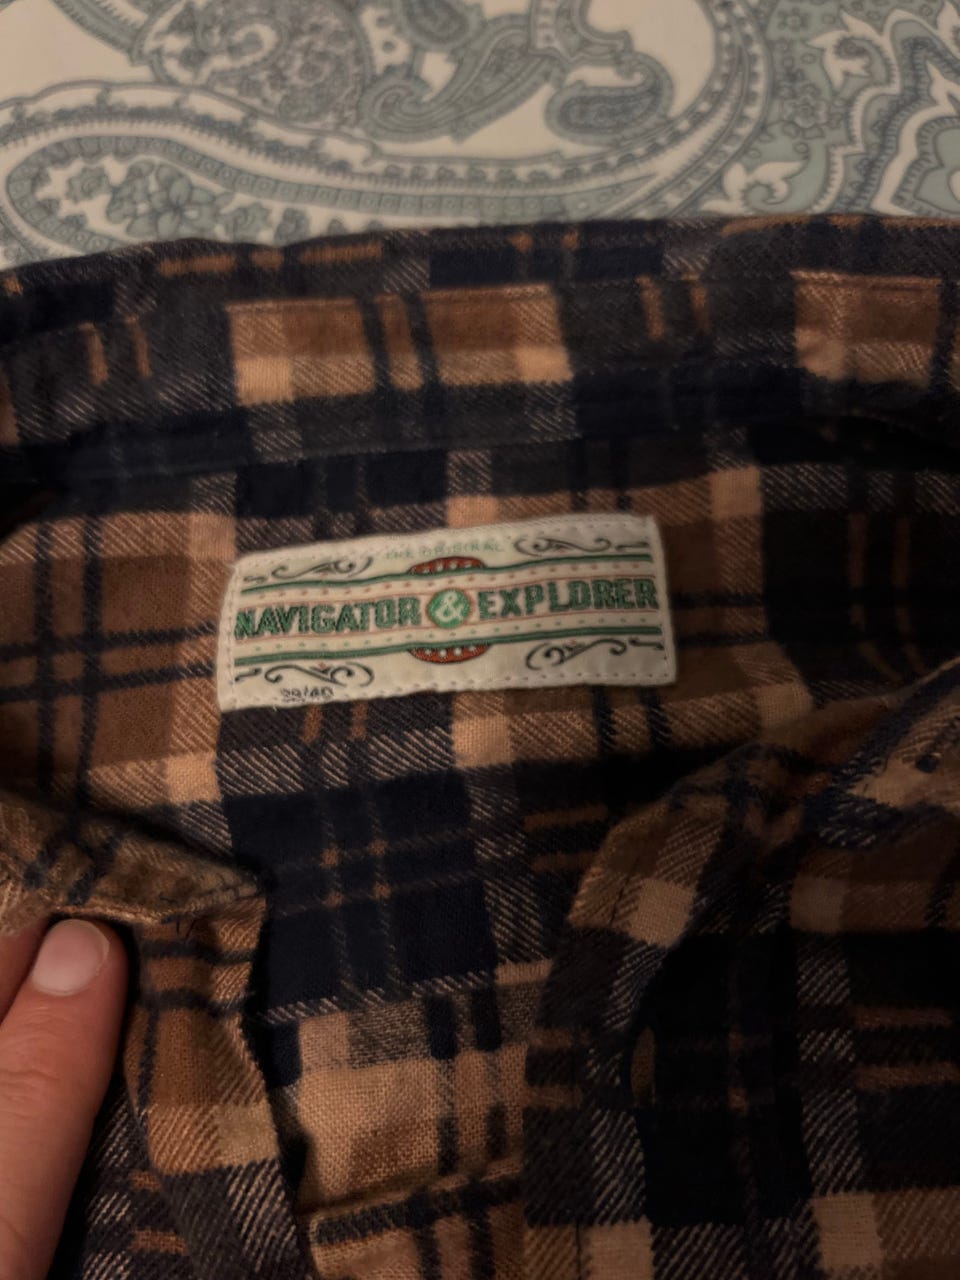 THE ORIGINAL
NAVIGATOR & EXPLORER
39/40